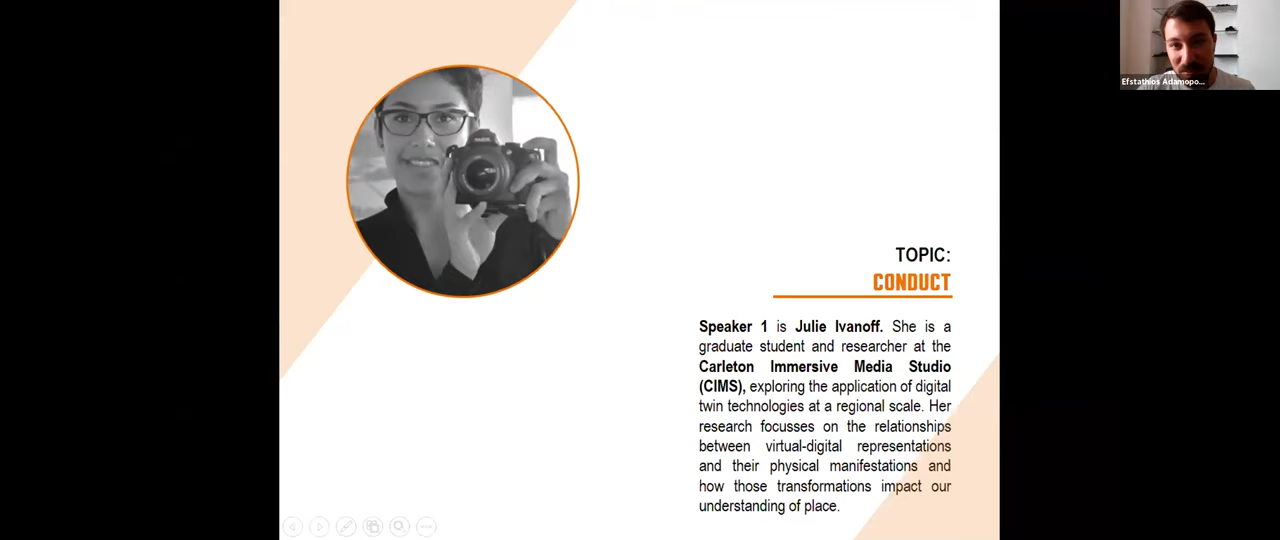 Efstathios Adamopo...
TOPIC:
CONDUCT
Speaker 1 is Julie Ivanoff. She is a
graduate student and researcher at the
Carleton Immersive Media Studio
(CIMS), exploring the application of digital
twin technologies at a regional scale. Her
research focusses on the relationships
between virtual-digital representations
and their physical manifestations and
how those transformations impact our
understanding of place.